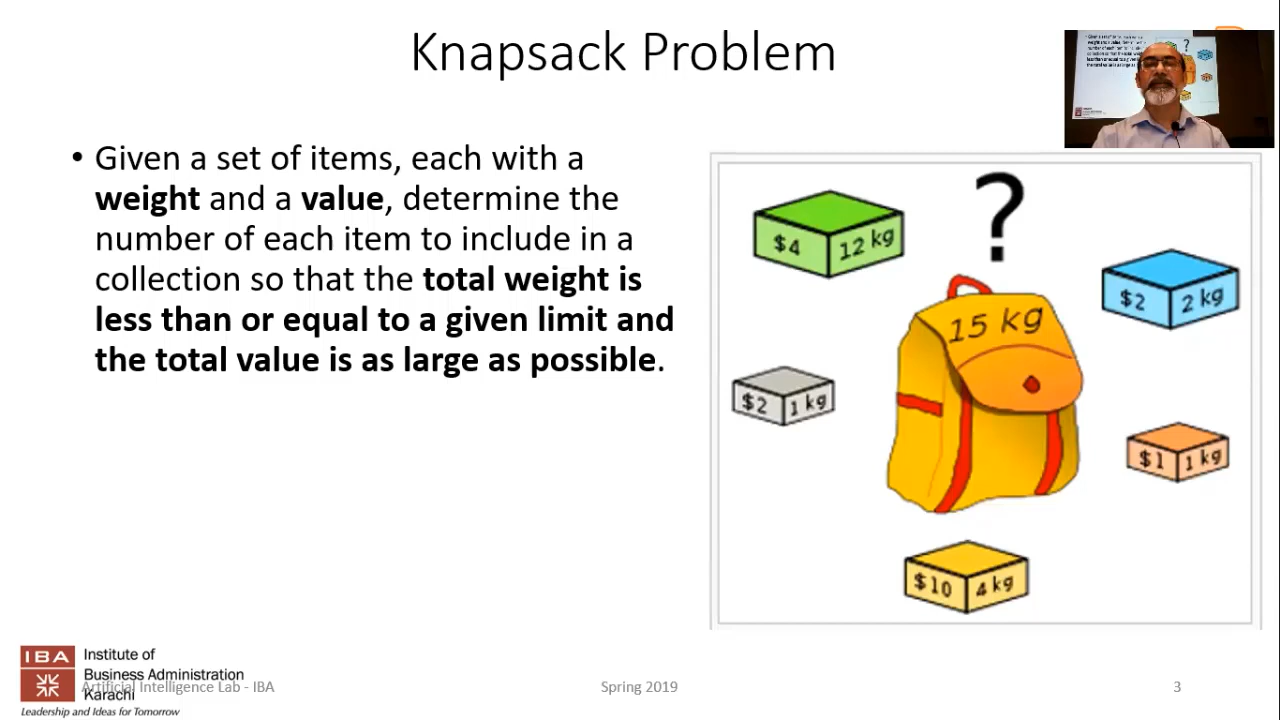 Knapsack Problem
• Given a set of items, each with a
weight and a value, determine the
number of each item to include in a
collection so that the total weight is
less than or equal to a given limit and
the total value is as large as possible.
?
$4 12 kg
$2 2 kg
15 kg
$2 1 kg
$1 1 kg
$10 4 kg
IBA
Institute of
Business Administration
Karachi
Leadership and Ideas for Tomorrow
Artificial Intelligence Lab - IBA
Spring 2019
3